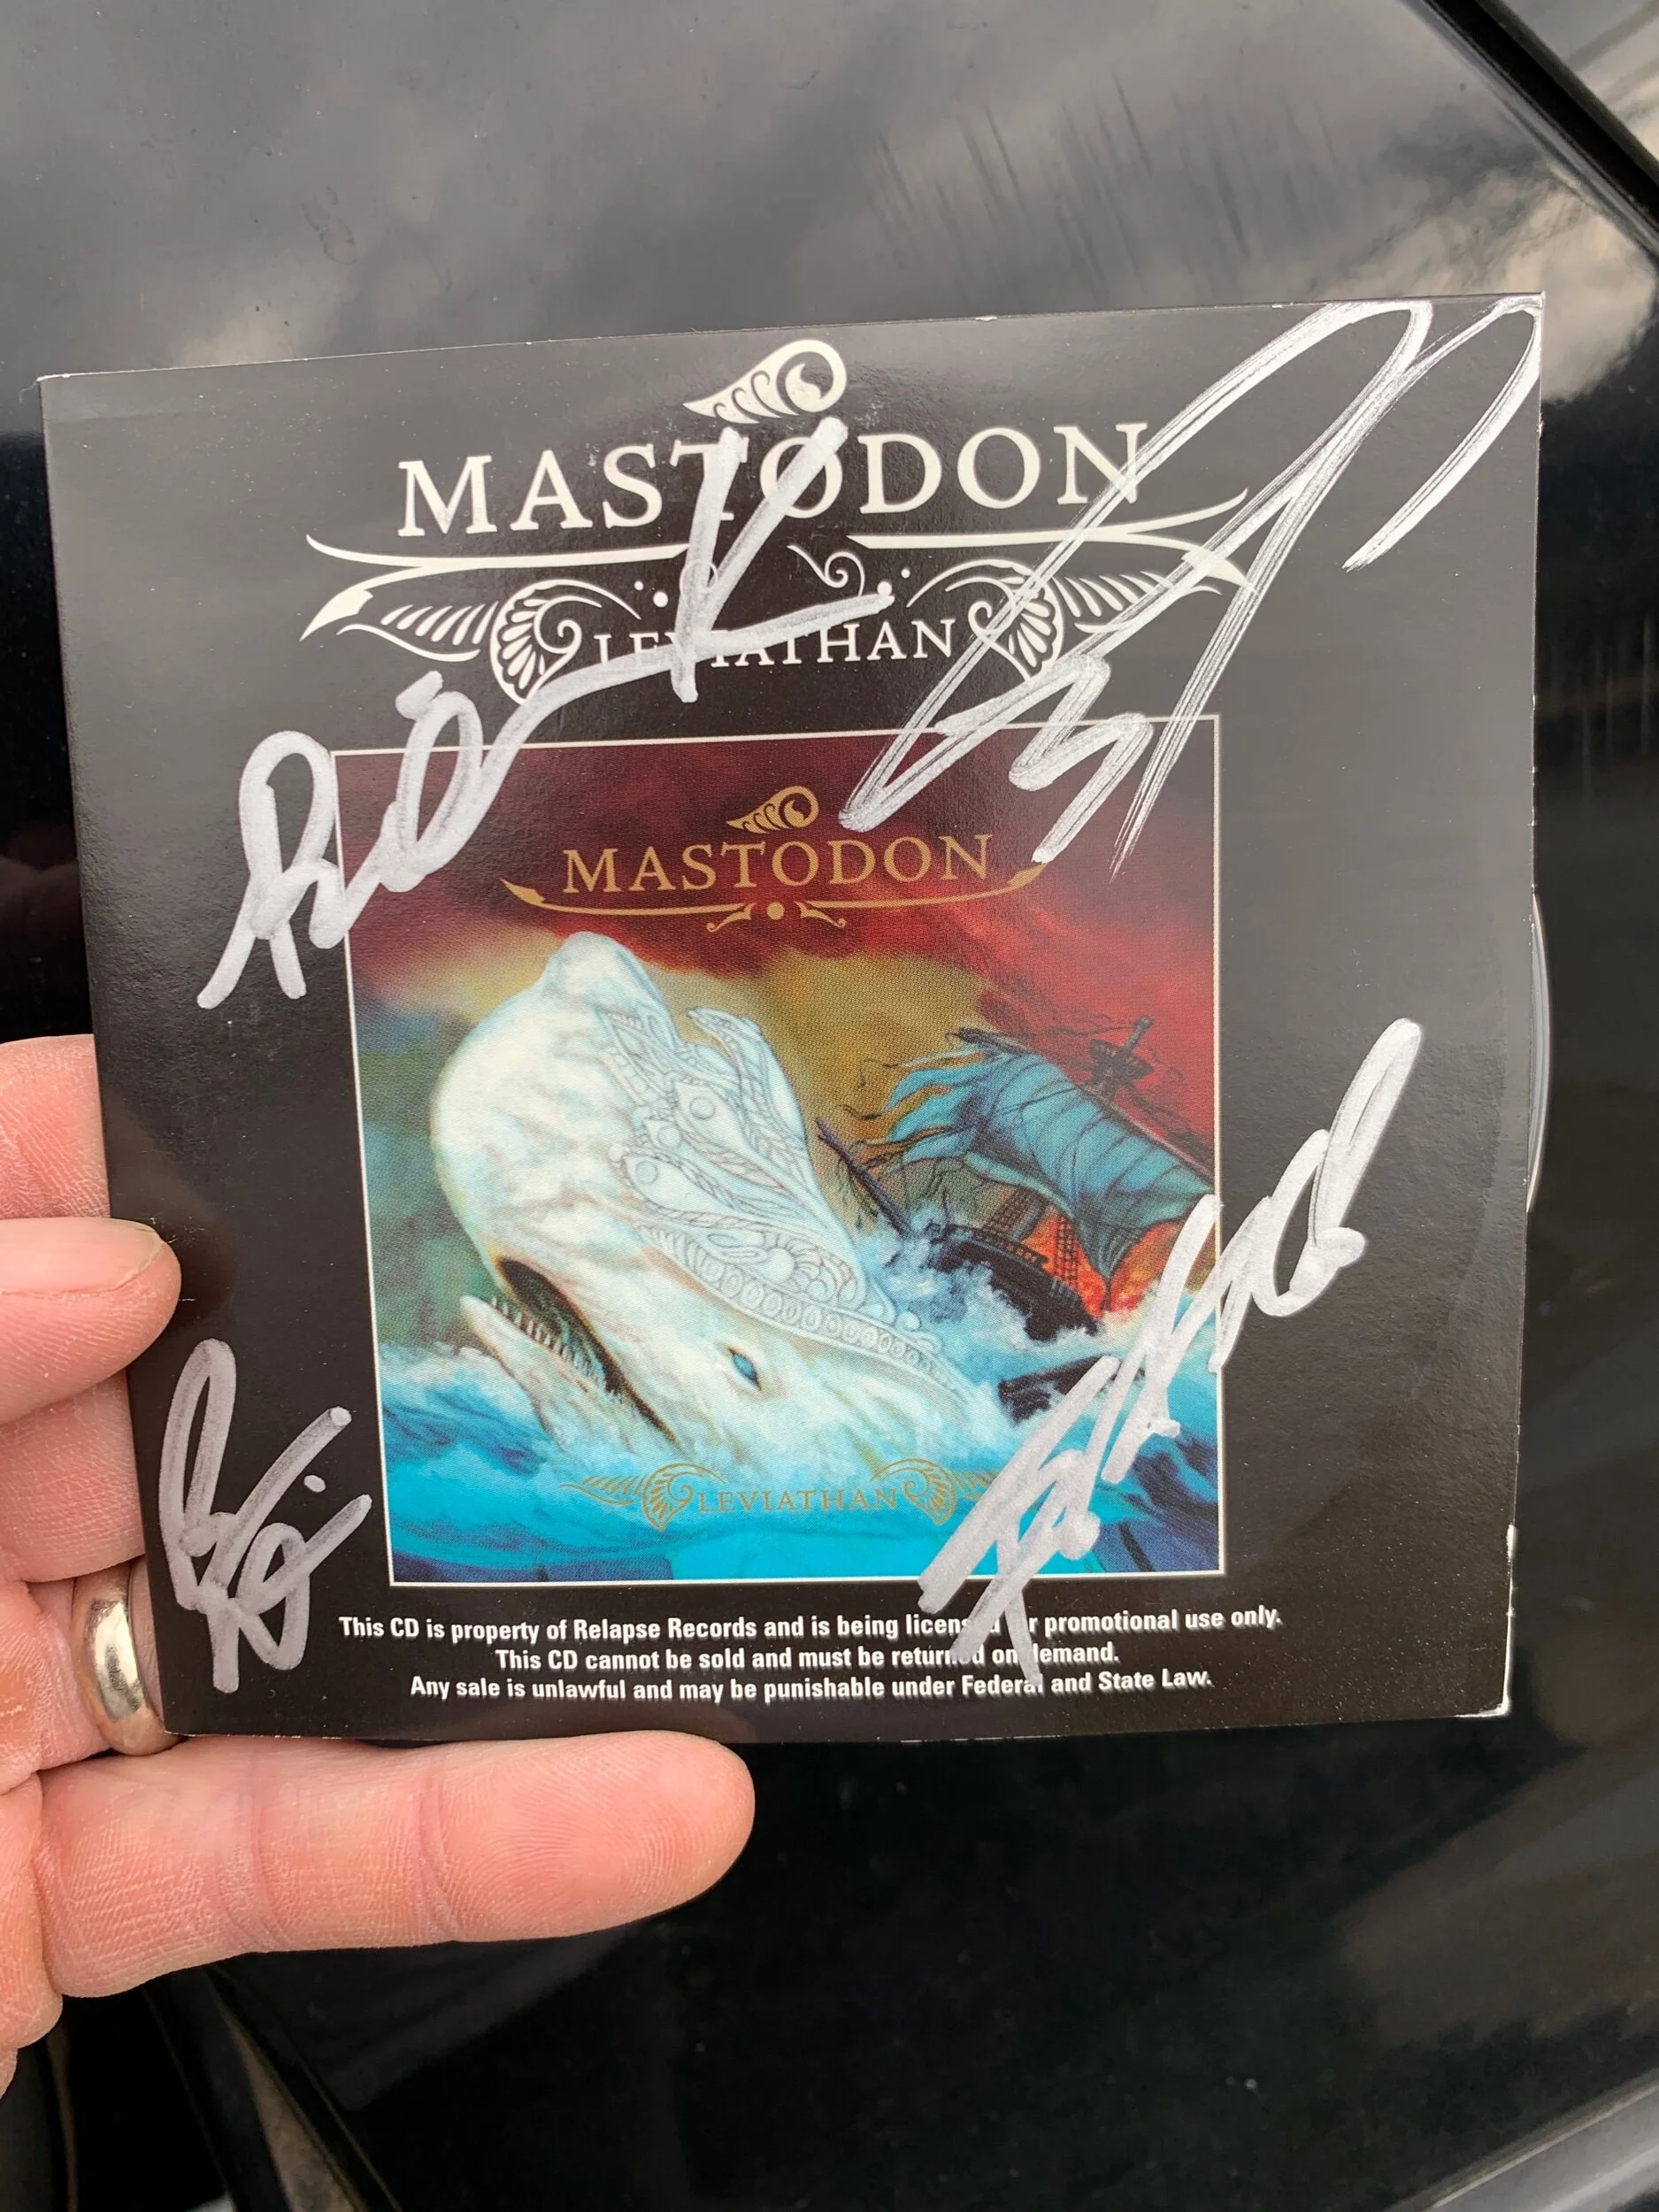 MASTODON
LEVIATHAN
MASTODON
LEVIATHAN
This CD is property of Relapse Records and is being licensed for promotional use only.
This CD cannot be sold and must be returned on demand.
Any sale is unlawful and may be punishable under Federal and State Law.